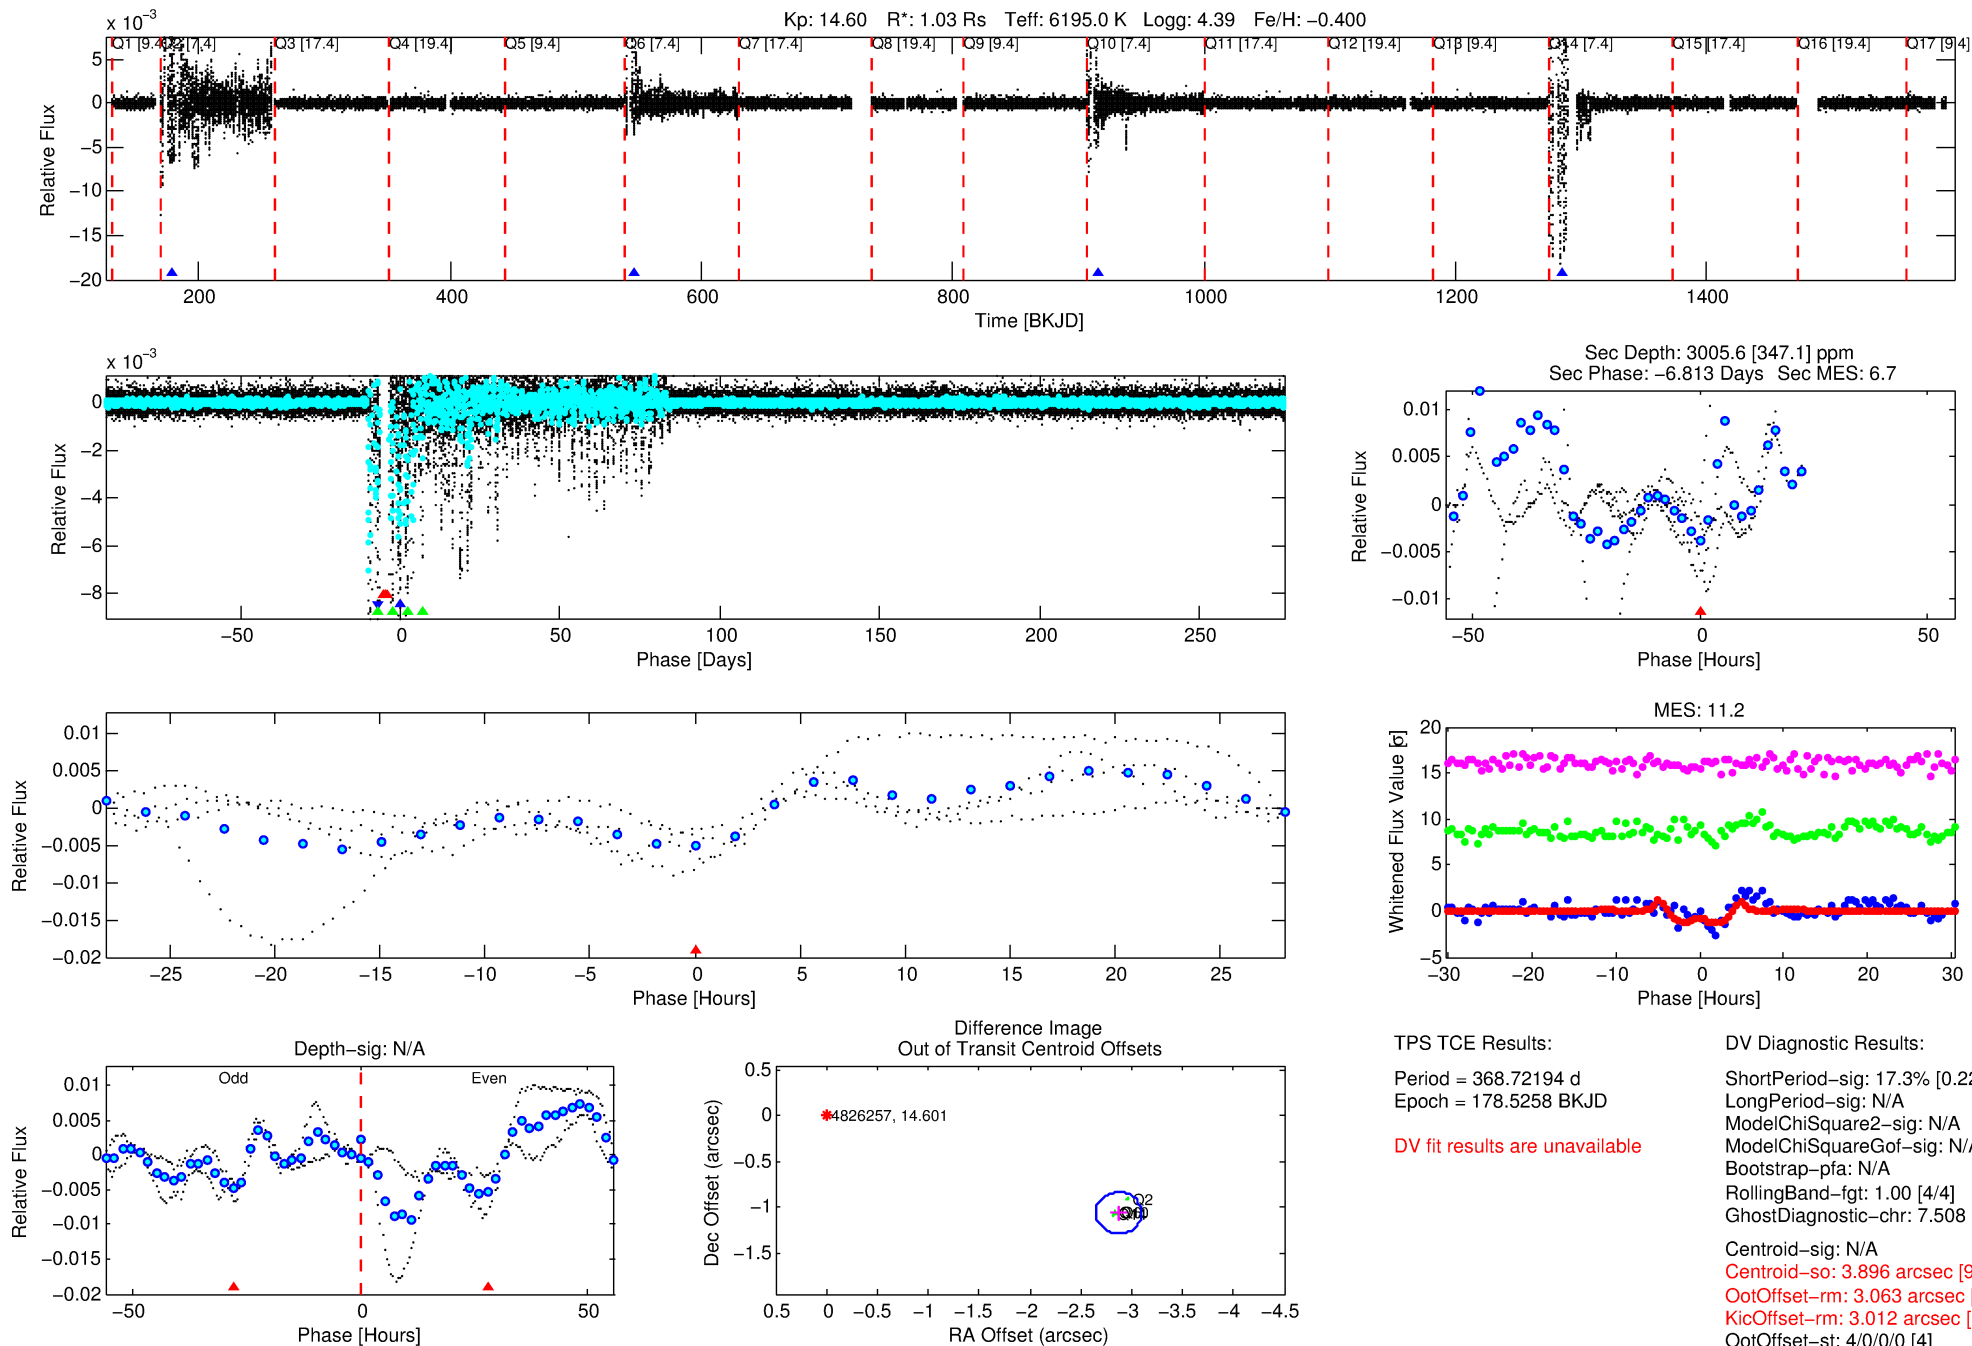 Kp: 14.60 R*: 1.03 Rs Teff: 6195.0 K Logg: 4.39 Fe/H: −0.400
x 10−3
Q3 [17.4] Q4 [19.4] Q5 [9.4] Q6 [7.4] Q7 [17.4] Q8 [19.4] Q9 [9.4] Q10 [7.4] Q11 [17.4] Q12 [19.4] Q13 [9.4] Q14 [7.4] Q15 [17.4] Q16 [19.4] Q17 [9.4]
5
0
−5
−10
−15
−20
Relative Flux
200 400 600 800 1000 1200 1400
Time [BKJD]
x 10−3
0
−2
−4
−6
−8
Relative Flux
−50 0 50 100 150 200 250
Phase [Days]
Sec Depth: 3005.6 [347.1] ppm
Sec Phase: −6.813 Days Sec MES: 6.7
0.01
0.005
0
−0.005
−0.01
Relative Flux
−50 0 50
Phase [Hours]
0.01
0.005
0
−0.005
−0.01
−0.015
−0.02
Relative Flux
−25 −20 −15 −10 −5 0 5 10 15 20 25
Phase [Hours]
MES: 11.2
20
15
10
5
0
−5
Whitened Flux Value [σ]
−30 −20 −10 0 10 20 30
Phase [Hours]
Depth−sig: N/A
Odd Even
0.01
0.005
0
−0.005
−0.01
−0.015
−0.02
Relative Flux
−50 0 50
Phase [Hours]
Difference Image
Out of Transit Centroid Offsets
0.5
0
−0.5
−1
−1.5
Dec Offset (arcsec)
4826257, 14.601
Q2
0.5 0 −0.5 −1 −1.5 −2 −2.5 −3 −3.5 −4 −4.5
RA Offset (arcsec)
TPS TCE Results:
Period = 368.72194 d
Epoch = 178.5258 BKJD
DV fit results are unavailable
DV Diagnostic Results:
ShortPeriod−sig: 17.3% [0.22
LongPeriod−sig: N/A
ModelChiSquare2−sig: N/A
ModelChiSquareGof−sig: N/A
Bootstrap−pfa: N/A
RollingBand−fgt: 1.00 [4/4]
GhostDiagnostic−chr: 7.508
Centroid−sig: N/A
Centroid−so: 3.896 arcsec [9
OotOffset−rm: 3.063 arcsec [
KicOffset−rm: 3.012 arcsec [
OotOffset−st: 4/0/0/0 [4]